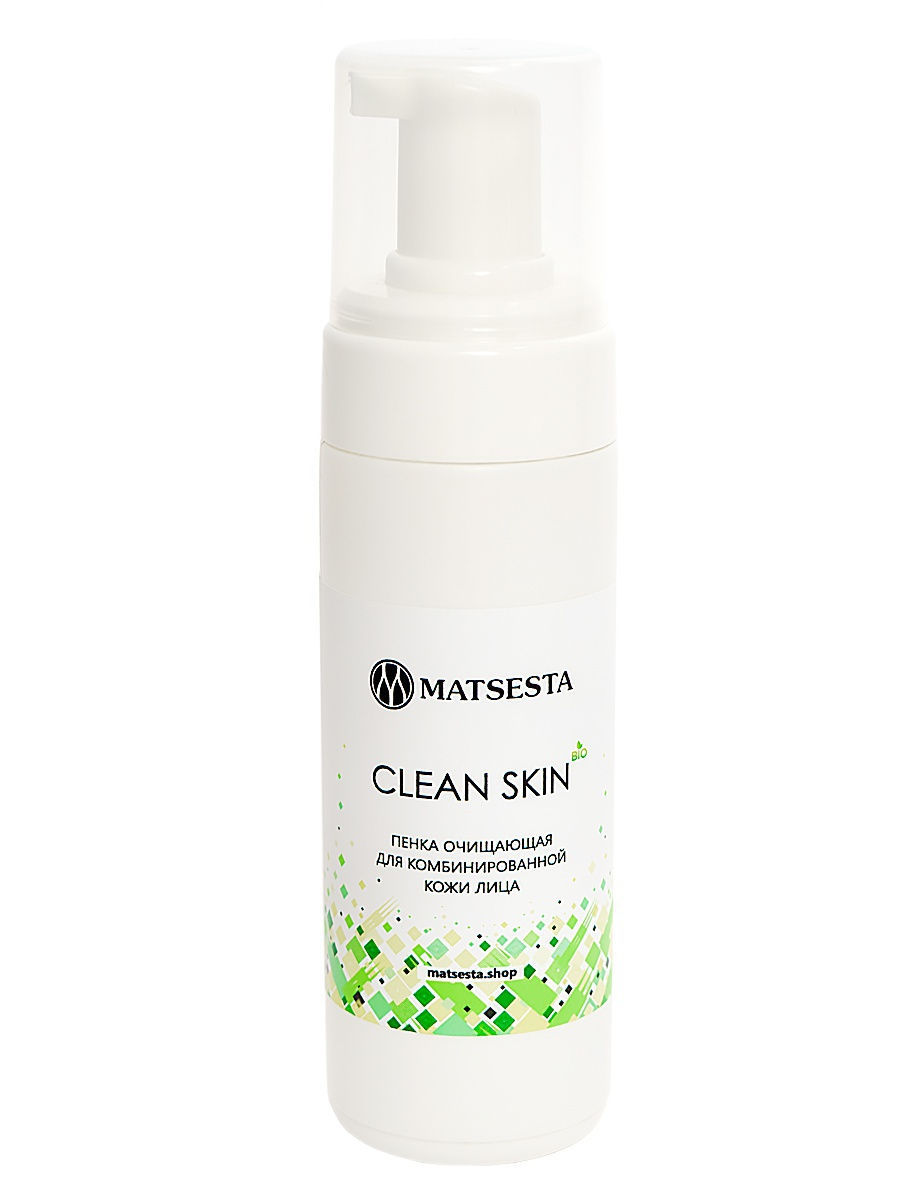 MATSESTA
BIO
CLEAN SKIN
ПЕНКА ОЧИЩАЮЩАЯ
ДЛЯ КОМБИНИРОВАННОЙ
КОЖИ ЛИЦА
matsesta.shop